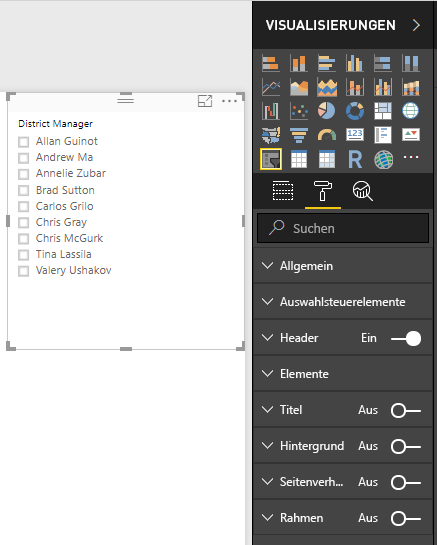 VISUALISIERUNGEN
District Manager
Allan Guinot
Andrew Ma
Annelie Zubar
Brad Sutton
Carlos Grilo
Chris Gray
Chris McGurk
Tina Lassila
Valery Ushakov
123
R
Suchen
Allgemein
Auswahlsteuerelemente
Header Ein
Elemente
Titel Aus
Hintergrund Aus
Seitenverh... Aus
Rahmen Aus